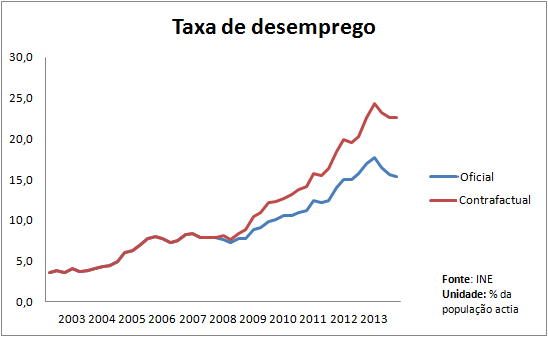 Taxa de desemprego
30,0
25,0
20,0
15,0
10,0
5,0
0,0
2003 2004 2005 2006 2007 2008 2009 2010 2011 2012 2013
Oficial
Contrafactual
Fonte: INE
Unidade: % da
população actia